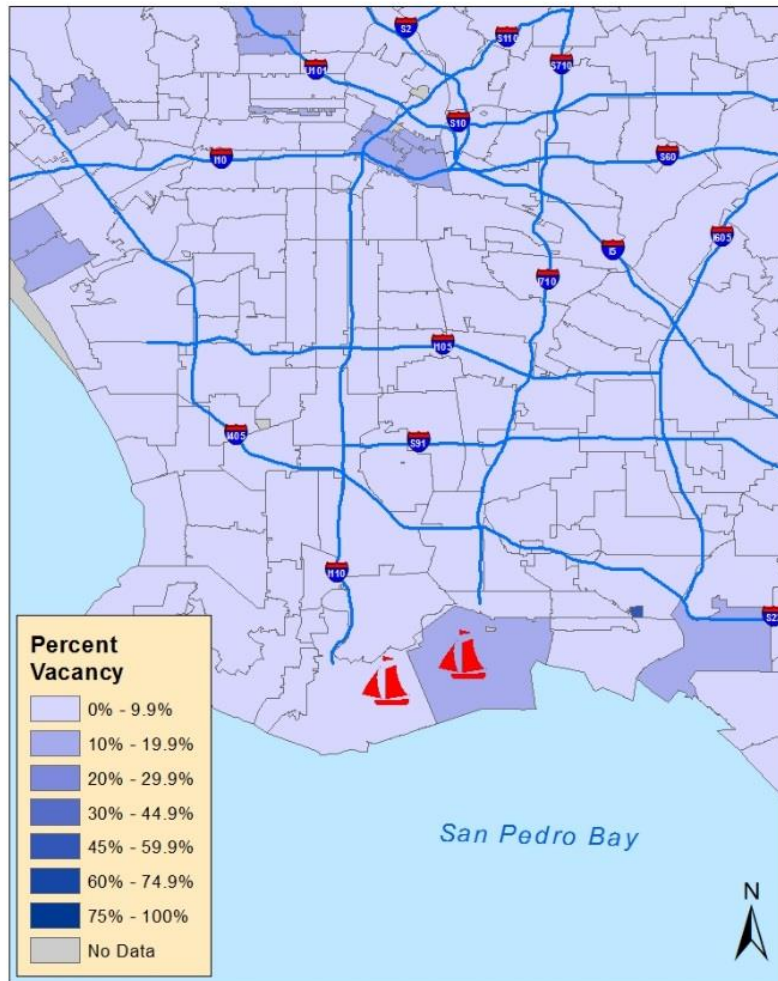 S2
S110
S710
I101
S10
I10
S60
I605
I5
I710
I105
I405
S91
I110
S22
Percent
Vacancy
0% - 9.9%
10% - 19.9%
20% - 29.9%
30% - 44.9%
45% - 59.9%
60% - 74.9%
75% - 100%
No Data
San Pedro Bay
N